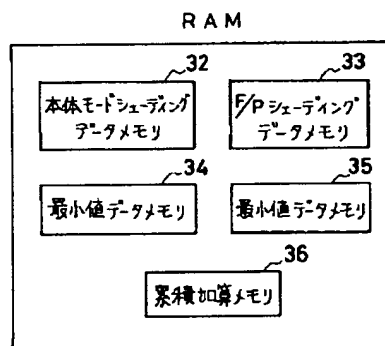 RAM
32
本体モードシェーディング
データメモリ
33
F/Pシェーディング
データメモリ
34
最小値データメモリ
35
最小値データメモリ
36
累積加算メモリ